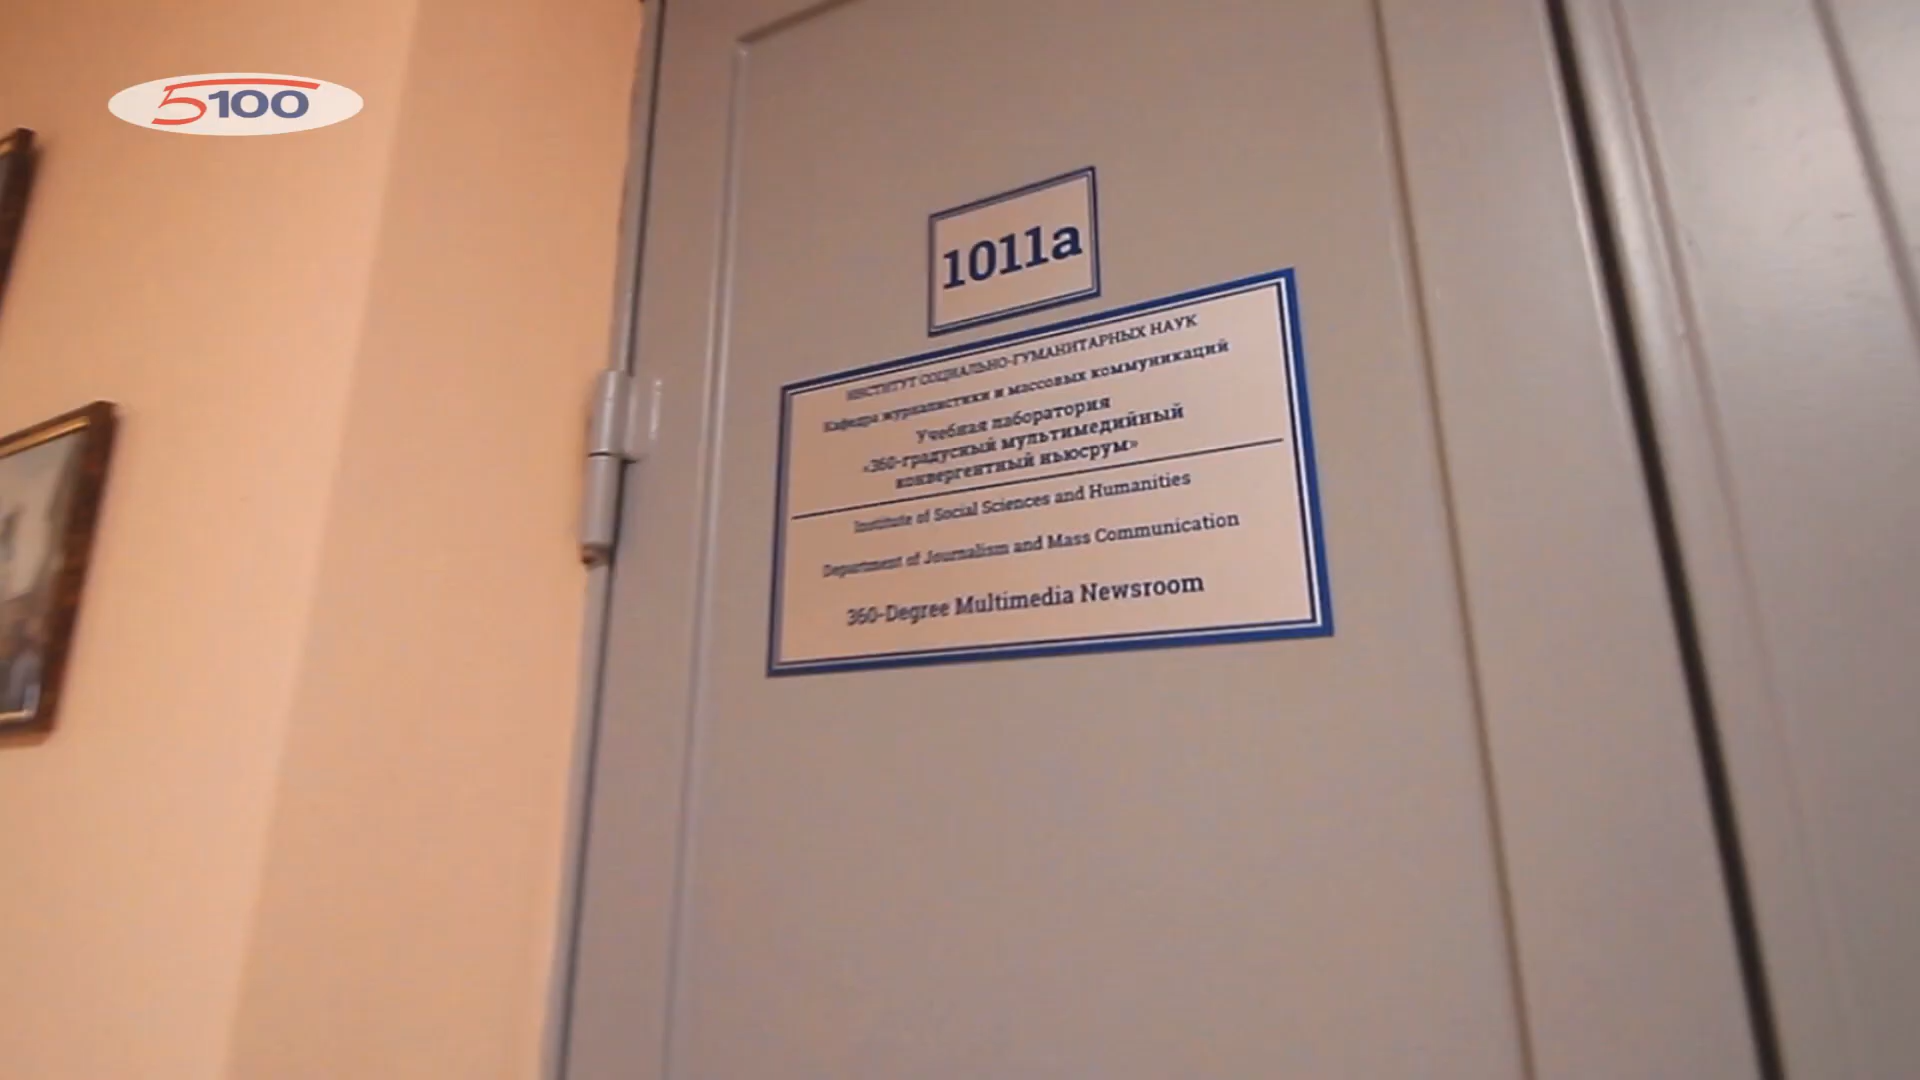 5100
1011a
ИНСТИТУТ СОЦИАЛЬНО-ГУМАНИТАРНЫХ НАУК
Кафедра журналистики и массовых коммуникаций
Учебная лаборатория
«360-градусный мультимедийный
конвергентный ньюсрум»
Institute of Social Sciences and Humanities
Department of Journalism and Mass Communication
360-Degree Multimedia Newsroom